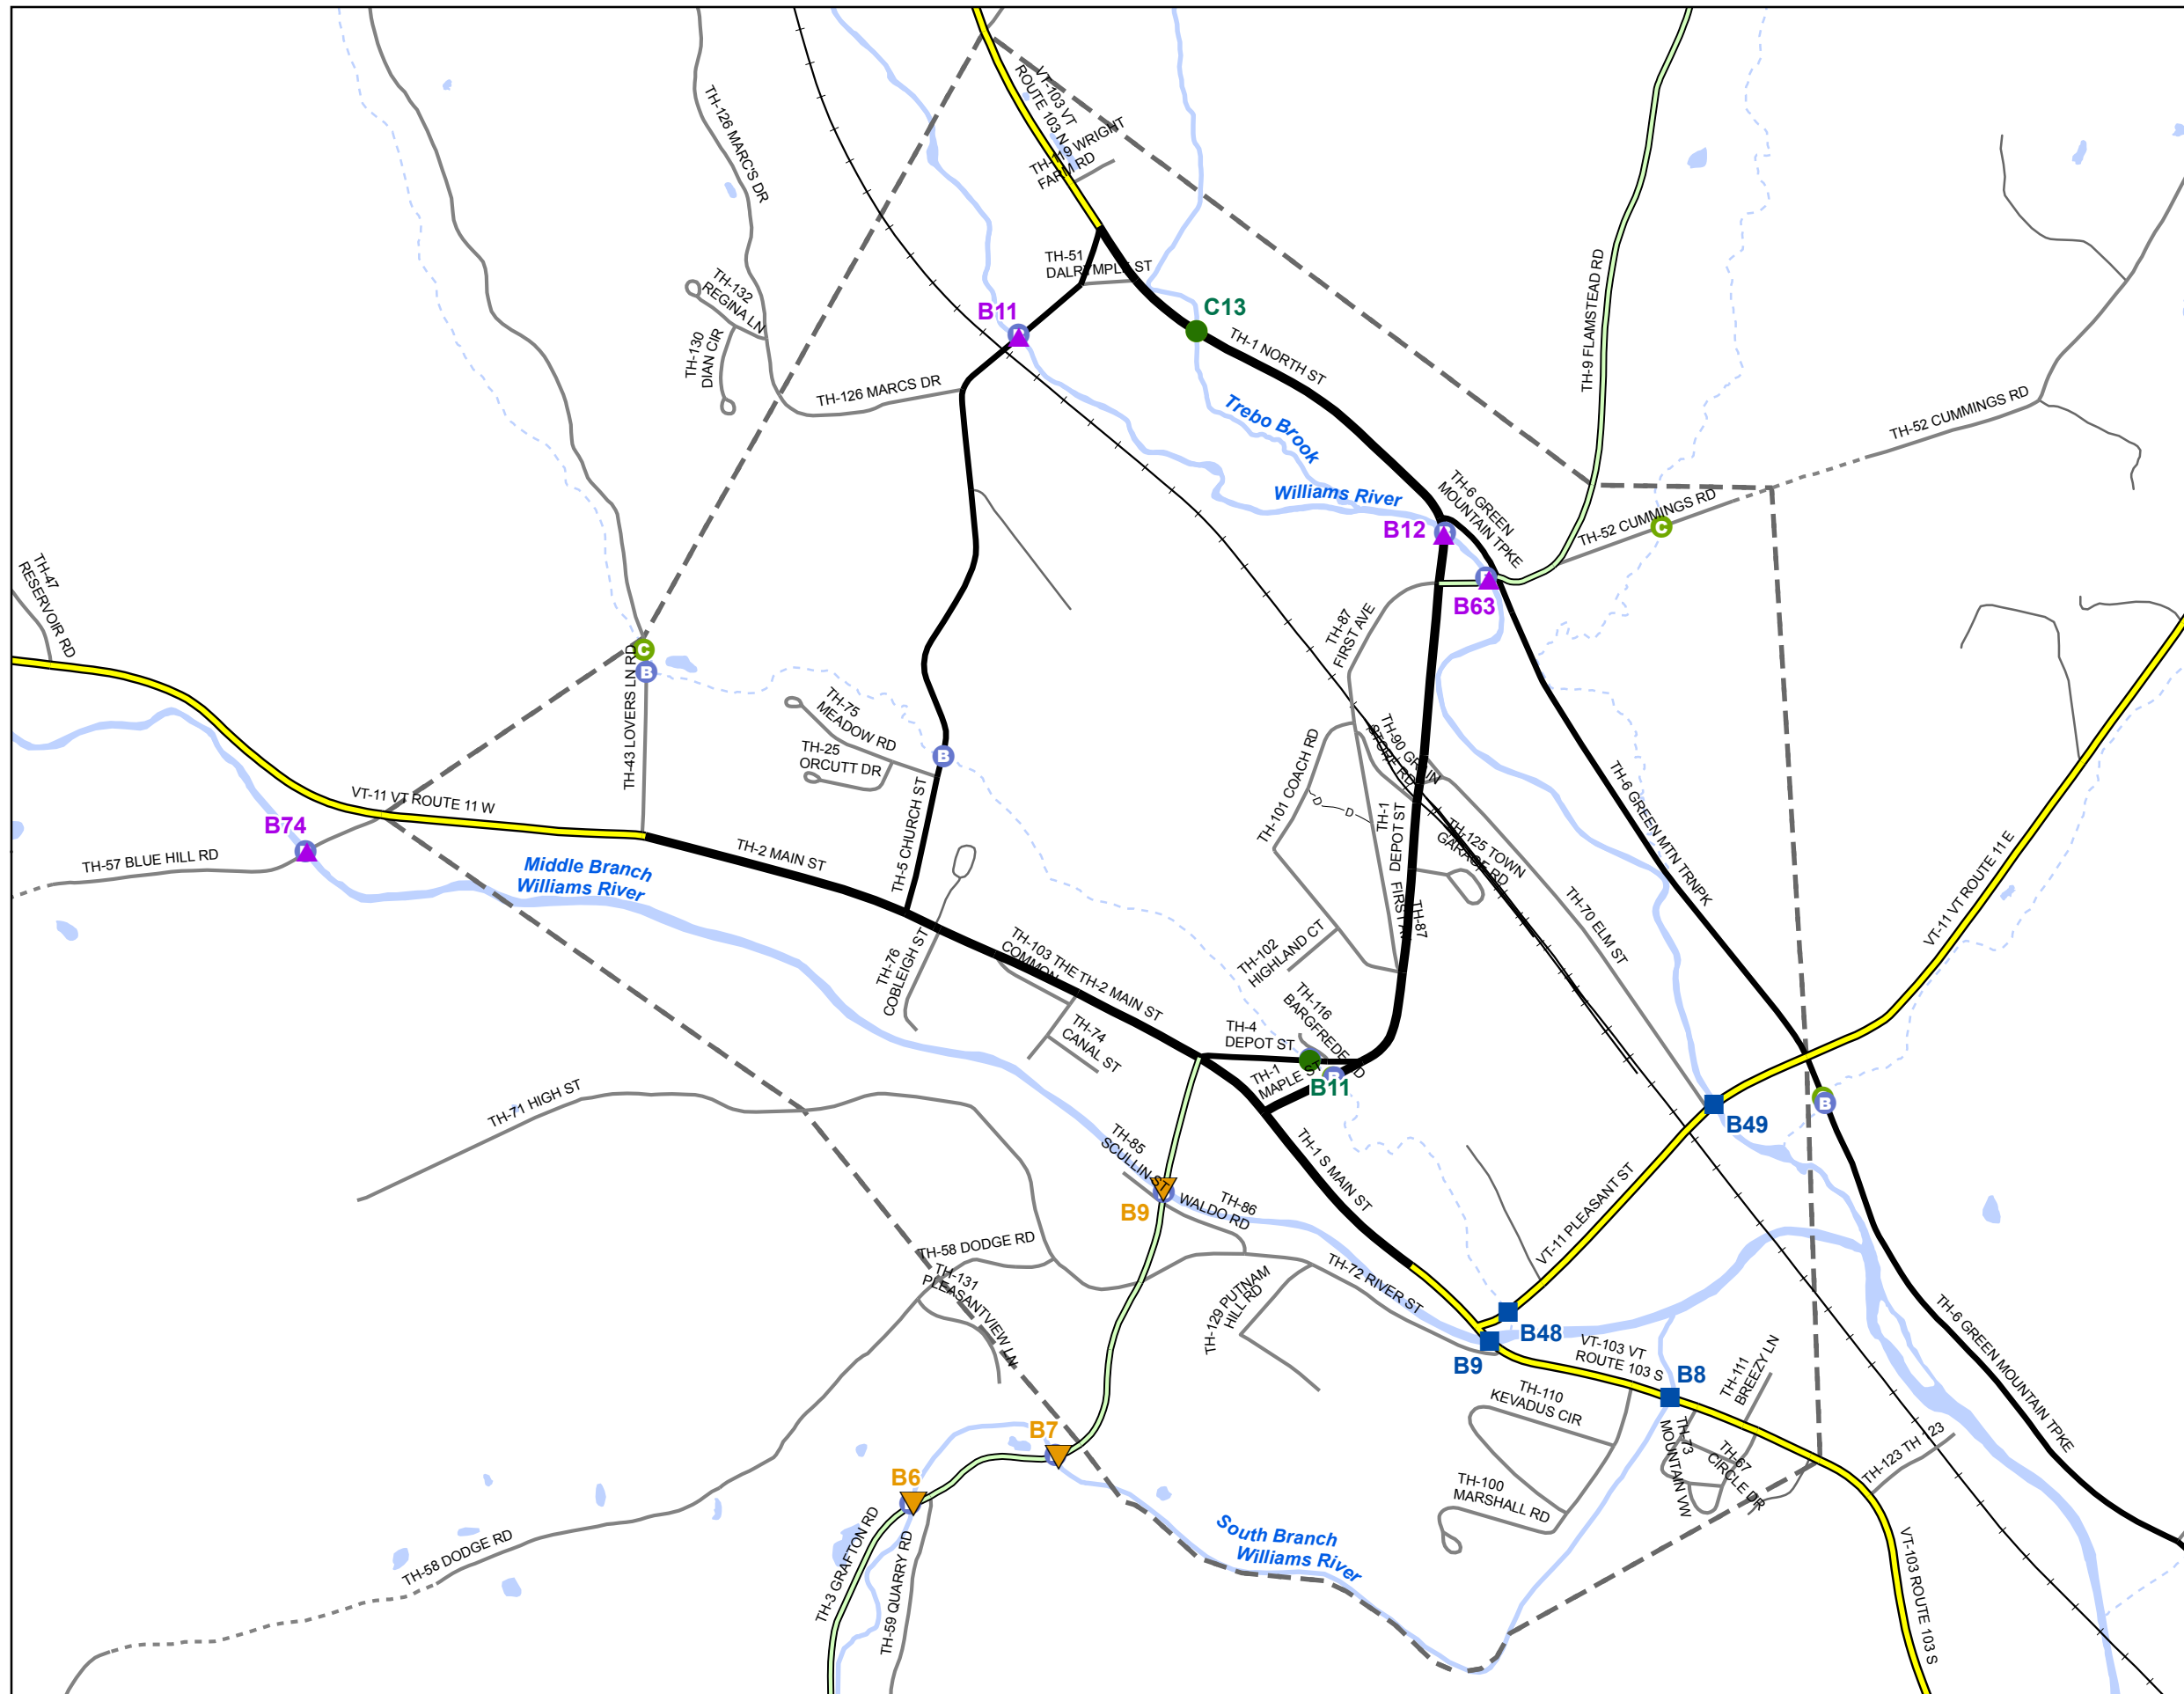 VT-103 VT
ROUTE 103 N
TH-119 WRIGHT
FARM RD
TH-126 MARC'S DR
TH-51
DALRYMPLE ST
TH-132
REGINA LN
TH-130
DIAN CIR
B11
C13
TH-1 NORTH ST
TH-9 FLAMSTEAD RD
TH-126 MARCS DR
Trebo Brook
Williams River
TH-6 GREEN
MOUNTAIN TPKE
B12
TH-52 CUMMINGS RD
TH-52 CUMMINGS RD
C
B63
TH-47
RESERVOIR RD
TH-87
FIRST AVE
C
B
TH-43 LOVERS LN RD
TH-75
MEADOW RD
TH-25
ORCUTT DR
B
TH-90 GRAIN
STORE RD
TH-101 COACH RD
D
D
TH-1
DEPOT ST
TH-6 GREEN MTN TRNPK
VT-11 VT ROUTE 11 W
B74
TH-57 BLUE HILL RD
TH-2 MAIN ST
TH-5 CHURCH ST
Middle Branch
Williams River
TH-125 TOWN
GARAGE RD
TH-87
TH-70 ELM ST
VT-11 VT ROUTE 11 E
TH-76
COBLEIGH ST
TH-103 THE
COMMON
TH-2 MAIN ST
TH-102
HIGHLAND CT
TH-116
TH-74
CANAL ST
TH-4
DEPOT ST
TH-1
MAPLE ST
B
B11
B49
B
TH-71 HIGH ST
TH-85
SCULLIN ST
TH-86
WALDO RD
B9
TH-1 S MAIN ST
VT-11 PLEASANT ST
TH-58 DODGE RD
TH-131
PLEASANTVIEW LN
TH-129 PUTNAM
HILL RD
TH-72 RIVER ST
B48
B9
VT-103 VT
ROUTE 103 S
B8
TH-111
BREEZY LN
TH-6 GREEN MOUNTAIN TPKE
TH-110
KEVADUS CIR
TH-73
MOUNTAIN VW
TH-67
CIRCLE DR
TH-123 TH 123
B7
B6
TH-100
MARSHALL RD
South Branch
Williams River
TH-58 DODGE RD
TH-3 GRAFTON RD
TH-59 QUARRY RD
VT-103 ROUTE 103 S